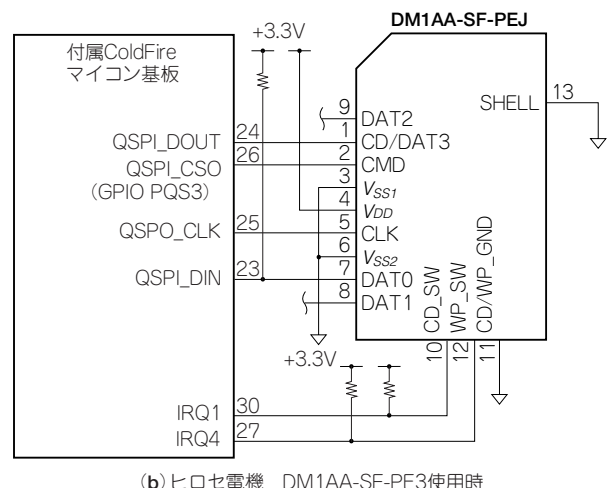 DM1AA-SF-PEJ
+3.3V
付属ColdFire
マイコン基板
QSPI_DOUT 24
QSPI_CSO 26
(GPIO PQS3)
QSPO_CLK 25
QSPI_DIN 23
IRQ1 30
IRQ4 27
9 DAT2
1 CD/DAT3
2 CMD
3 VSS1
4 VDD
5 CLK
6 VSS2
7 DAT0
8 DAT1
SHELL 13
10 CD_SW
12 WP_SW
11 CD/WP_GND
+3.3V
(b)ヒロセ電機 DM1AA-SF-PE3使用時